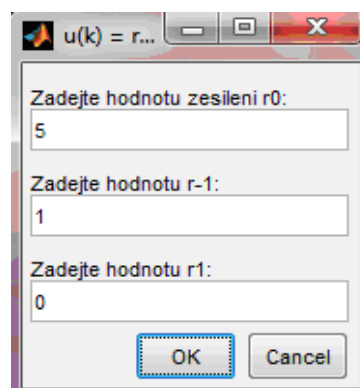 u(k) = r...
Zadejte hodnotu zesileni r0:
5
Zadejte hodnotu r-1:
1
Zadejte hodnotu r1:
0
OK Cancel